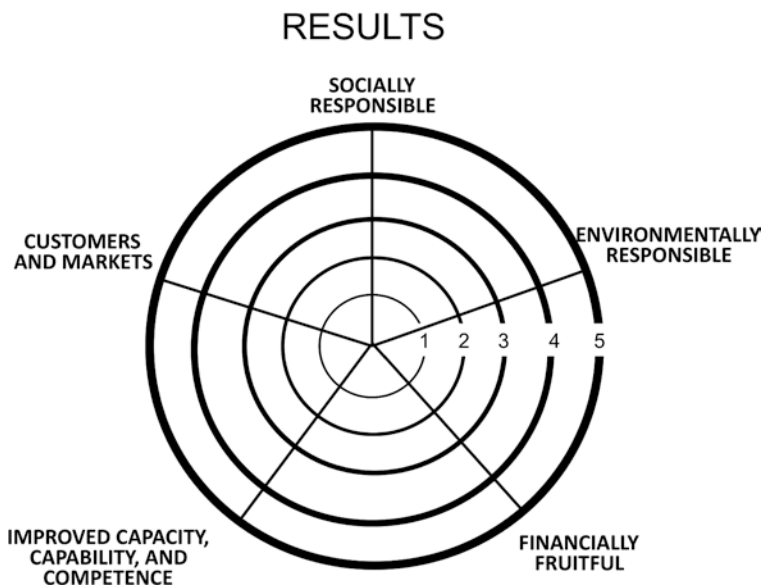 RESULTS
SOCIALLY
RESPONSIBLE
CUSTOMERS
AND MARKETS
ENVIRONMENTALLY
RESPONSIBLE
1 2 3 4 5
IMPROVED CAPACITY,
CAPABILITY, AND
COMPETENCE
FINANCIALLY
FRUITFUL